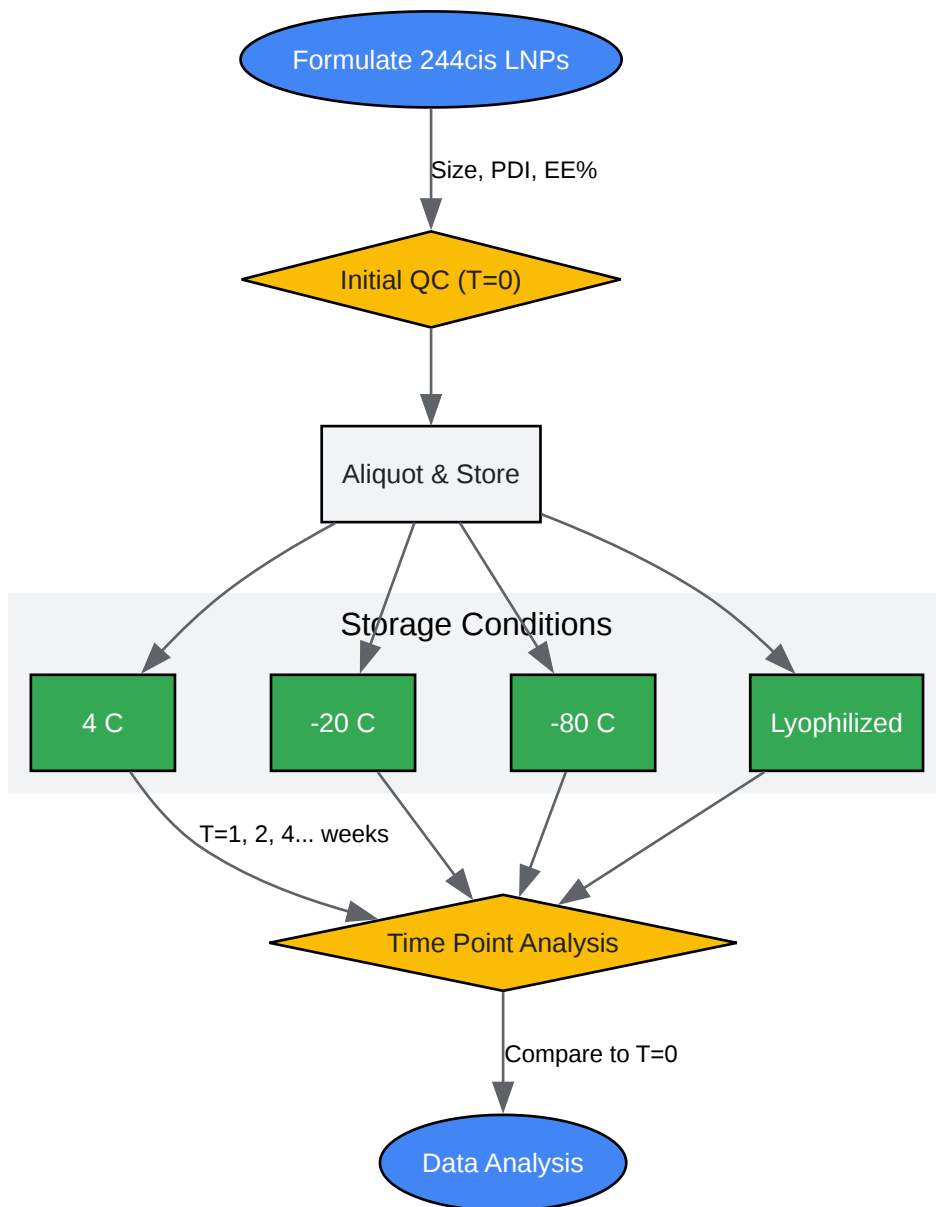 Formulate 244cis LNPs
Size, PDI, EE%
Initial QC (T=0)
Aliquot & Store
Storage Conditions
4 C
-20 C
-80 C
Lyophilized
T=1, 2, 4... weeks
Time Point Analysis
Compare to T=0
Data Analysis